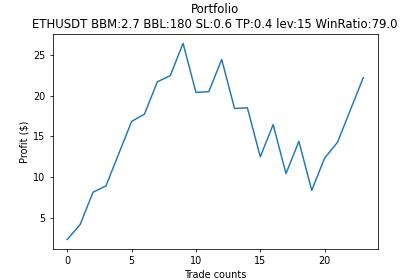 Portfolio
ETHUSDT BBM:2.7 BBL:180 SL:0.6 TP:0.4 lev:15 WinRatio:79.0
25
20
15
10
5
Profit ($)
0 5 10 15 20
Trade counts